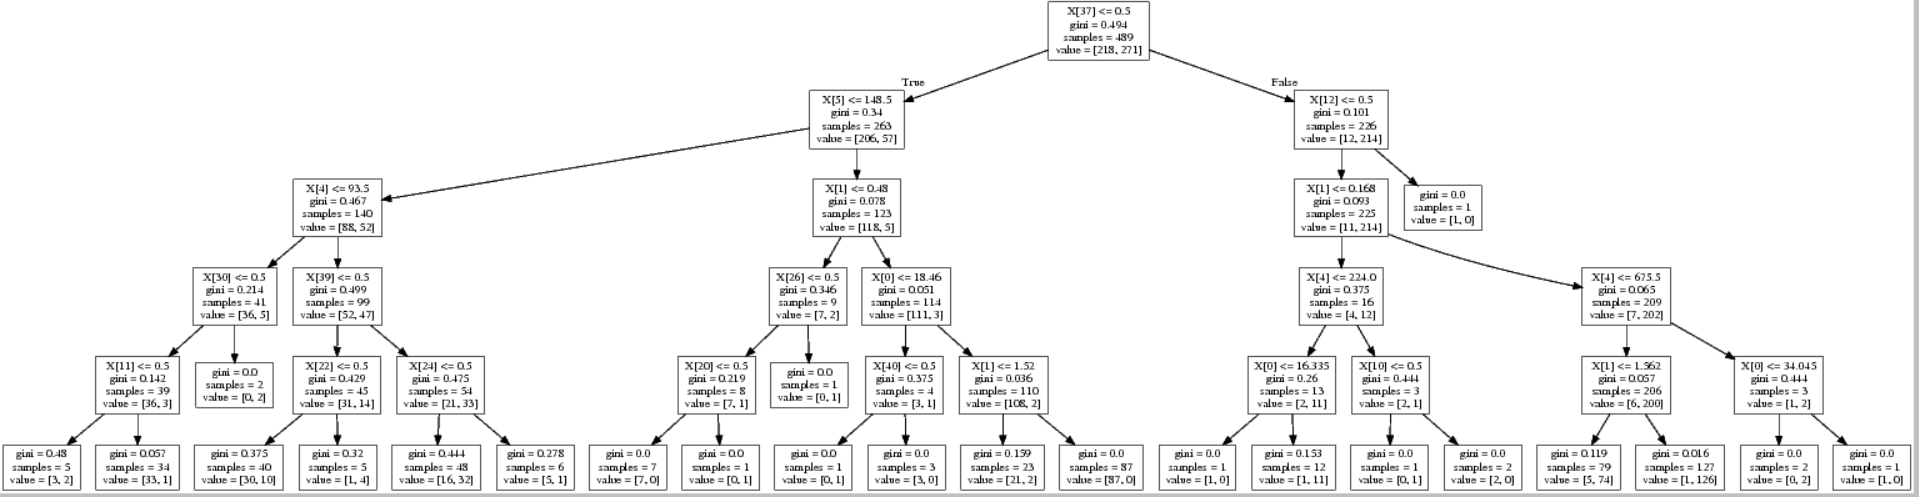 X[37] <= 0.5
gini = 0.494
samples = 489
value = [218, 271]
True
False
X[5] <= 148.5
gini = 0.34
samples = 263
value = [206, 57]
X[12] <= 0.5
gini = 0.101
samples = 226
value = [12, 214]
X[4] <= 93.5
gini = 0.467
samples = 140
value = [88, 52]
X[1] <= 0.48
gini = 0.078
samples = 123
value = [118, 5]
X[1] <= 0.168
gini = 0.093
samples = 225
value = [11, 214]
gini = 0.0
samples = 1
value = [1, 0]
X[30] <= 0.5
gini = 0.214
samples = 41
value = [36, 5]
X[39] <= 0.5
gini = 0.499
samples = 99
value = [52, 47]
X[26] <= 0.5
gini = 0.346
samples = 9
value = [7, 2]
X[0] <= 18.46
gini = 0.051
samples = 114
value = [111, 3]
X[4] <= 224.0
gini = 0.375
samples = 16
value = [4, 12]
X[4] <= 675.5
gini = 0.065
samples = 209
value = [7, 202]
X[11] <= 0.5
gini = 0.142
samples = 39
value = [36, 3]
gini = 0.0
samples = 2
value = [0, 2]
X[22] <= 0.5
gini = 0.429
samples = 45
value = [31, 14]
X[24] <= 0.5
gini = 0.475
samples = 54
value = [21, 33]
X[20] <= 0.5
gini = 0.219
samples = 8
value = [7, 1]
gini = 0.0
samples = 1
value = [0, 1]
X[40] <= 0.5
gini = 0.375
samples = 4
value = [3, 1]
X[1] <= 1.52
gini = 0.036
samples = 110
value = [108, 2]
X[0] <= 16.335
gini = 0.26
samples = 13
value = [2, 11]
X[10] <= 0.5
gini = 0.444
samples = 3
value = [2, 1]
X[1] <= 1.562
gini = 0.057
samples = 206
value = [6, 200]
X[0] <= 34.045
gini = 0.444
samples = 3
value = [1, 2]
gini = 0.48
samples = 5
value = [3, 2]
gini = 0.057
samples = 34
value = [33, 1]
gini = 0.375
samples = 40
value = [30, 10]
gini = 0.32
samples = 5
value = [1, 4]
gini = 0.444
samples = 48
value = [16, 32]
gini = 0.278
samples = 6
value = [5, 1]
gini = 0.0
samples = 7
value = [7, 0]
gini = 0.0
samples = 1
value = [0, 1]
gini = 0.0
samples = 1
value = [0, 1]
gini = 0.0
samples = 3
value = [3, 0]
gini = 0.159
samples = 23
value = [21, 2]
gini = 0.0
samples = 87
value = [87, 0]
gini = 0.0
samples = 1
value = [1, 0]
gini = 0.153
samples = 12
value = [1, 11]
gini = 0.0
samples = 1
value = [0, 1]
gini = 0.0
samples = 2
value = [2, 0]
gini = 0.119
samples = 79
value = [5, 74]
gini = 0.016
samples = 127
value = [1, 126]
gini = 0.0
samples = 2
value = [0, 2]
gini = 0.0
samples = 1
value = [1, 0]